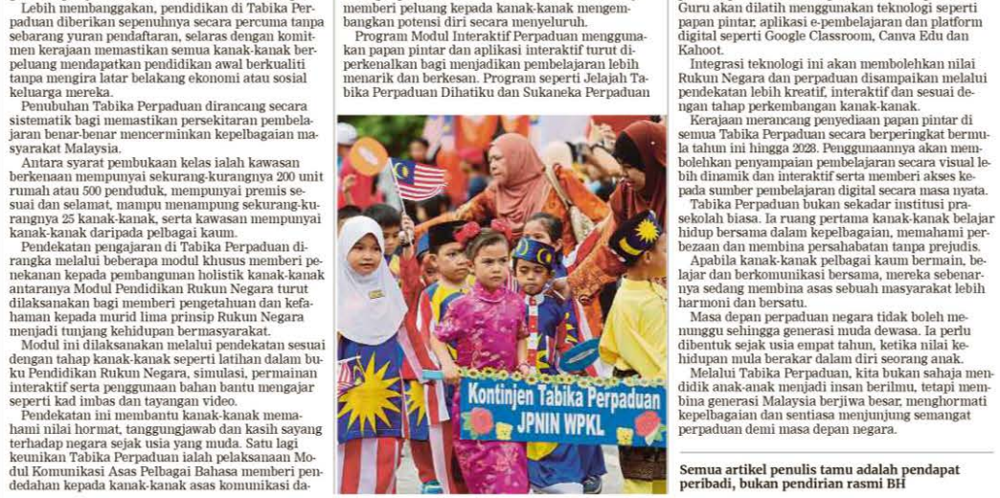 Lebih membanggakan, pendidikan di Tabika Per-
paduan diberikan sepenuhnya secara percuma tanpa
sebarang yuran pendaftaran, selaras dengan komit-
men kerajaan memastikan semua kanak-kanak ber-
peluang mendapatkan pendidikan awal berkualiti
tanpa mengira latar belakang ekonomi atau sosial
keluarga mereka.
Penubuhan Tabika Perpaduan dirancang secara
sistematik bagi memastikan persekitaran pembela-
jaran benar-benar mencerminkan kepelbagaian ma-
syarakat Malaysia.
Antara syarat pembukaan kelas ialah kawasan
berkenaan mempunyai sekurang-kurangnya 200 unit
rumah atau 500 penduduk, mempunyai premis se-
suai dan selamat, mampu menampung sekurang-ku-
rangnya 25 kanak-kanak, serta kawasan mempunyai
kanak-kanak daripada pelbagai kaum.
Pendekatan pengajaran di Tabika Perpaduan di-
rangka melalui beberapa modul khusus memberi pe-
nekanan kepada pembangunan holistik kanak-kanak
antaranya Modul Pendidikan Rukun Negara turut
dilaksanakan bagi memberi pengetahuan dan kefa-
haman kepada murid lima prinsip Rukun Negara
menjadi tunjang kehidupan bermasyarakat.
Modul ini dilaksanakan melalui pendekatan sesuai
dengan tahap kanak-kanak seperti latihan dalam bu-
ku Pendidikan Rukun Negara, simulasi, permainan
interaktif serta penggunaan bahan bantu mengajar
seperti kad imbas dan tayangan video.
Pendekatan ini membantu kanak-kanak mema-
hami nilai hormat, tanggungjawab dan kasih sayang
terhadap negara sejak usia yang muda. Satu lagi
keunikan Tabika Perpaduan ialah pelaksanaan Mo-
dul Komunikasi Asas Pelbagai Bahasa memberi pen-
dedahan kepada kanak-kanak asas komunikasi da-
memberi peluang kepada kanak-kanak mengem-
bangkan potensi diri secara menyeluruh.
Program Modul Interaktif Perpaduan mengguna-
kan papan pintar dan aplikasi interaktif turut di-
perkenalkan bagi menjadikan pembelajaran lebih
menarik dan berkesan. Program seperti Jelajah Ta-
bika Perpaduan Dihatiku dan Sukaneka Perpaduan
Kontinjen Tabika Perpaduan
JPNIN WPKL
Guru akan dilatih menggunakan teknologi seperti
papan pintar, aplikasi e-pembelajaran dan platform
digital seperti Google Classroom, Canva Edu dan
Kahoot.
Integrasi teknologi ini akan membolehkan nilai
Rukun Negara dan perpaduan disampaikan melalui
pendekatan lebih kreatif, interaktif dan sesuai de-
ngan tahap perkembangan kanak-kanak.
Kerajaan merancang penyediaan papan pintar di
semua Tabika Perpaduan secara berperingkat bermu-
la tahun ini hingga 2028. Penggunaannya akan mem-
bolehkan penyampaian pembelajaran secara visual le-
bih dinamik dan interaktif serta memberi akses ke-
pada sumber pembelajaran digital secara masa nyata.
Tabika Perpaduan bukan sekadar institusi pra-
sekolah biasa. Ia ruang pertama kanak-kanak belajar
hidup bersama dalam kepelbagaian, memahami per-
bezaan dan membina persahabatan tanpa prejudis.
Apabila kanak-kanak pelbagai kaum bermain, be-
lajar dan berkomunikasi bersama, mereka sebenar-
nya sedang membina asas sebuah masyarakat lebih
harmoni dan bersatu.
Masa depan perpaduan negara tidak boleh me-
nunggu sehingga generasi muda dewasa. Ia perlu
dibentuk sejak usia empat tahun, ketika nilai ke-
hidupan mula berakar dalam diri seorang anak.
Melalui Tabika Perpaduan, kita bukan sahaja men-
didik anak-anak menjadi insan berilmu, tetapi mem-
bina generasi Malaysia berjiwa besar, menghormati
kepelbagaian dan sentiasa menjunjung semangat
perpaduan demi masa depan negara.
Semua artikel penulis tamu adalah pendapat
peribadi, bukan pendirian rasmi BH